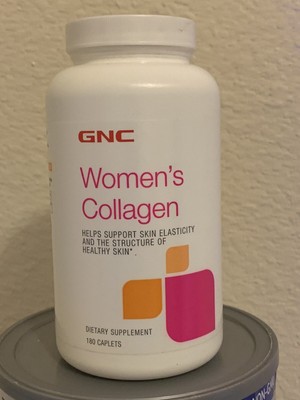 GNC
Women's
Collagen
HELPS SUPPORT SKIN ELASTICITY
AND THE STRUCTURE OF
HEALTHY SKIN*
DIETARY SUPPLEMENT
180 CAPLETS